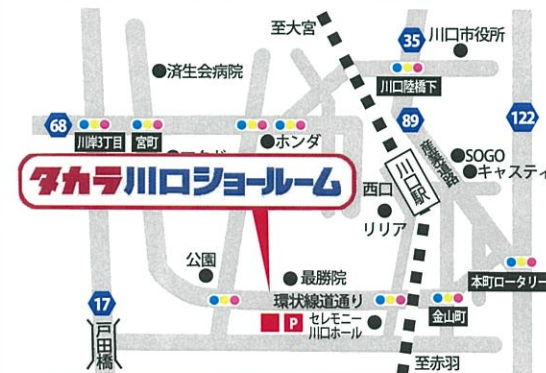 至大宮
35
川口市役所
済生会病院
川口陸橋下
68
89
122
川岸3丁目
宮町
ホンダ
産業道路
SOGO
キャスティ
タカラ川口ショールーム
川口駅
西口
リリア
公園
最勝院
本町ロータリー
17
環状線道通り
金山町
P
セレモニー
川口ホール
戸田橋
至赤羽